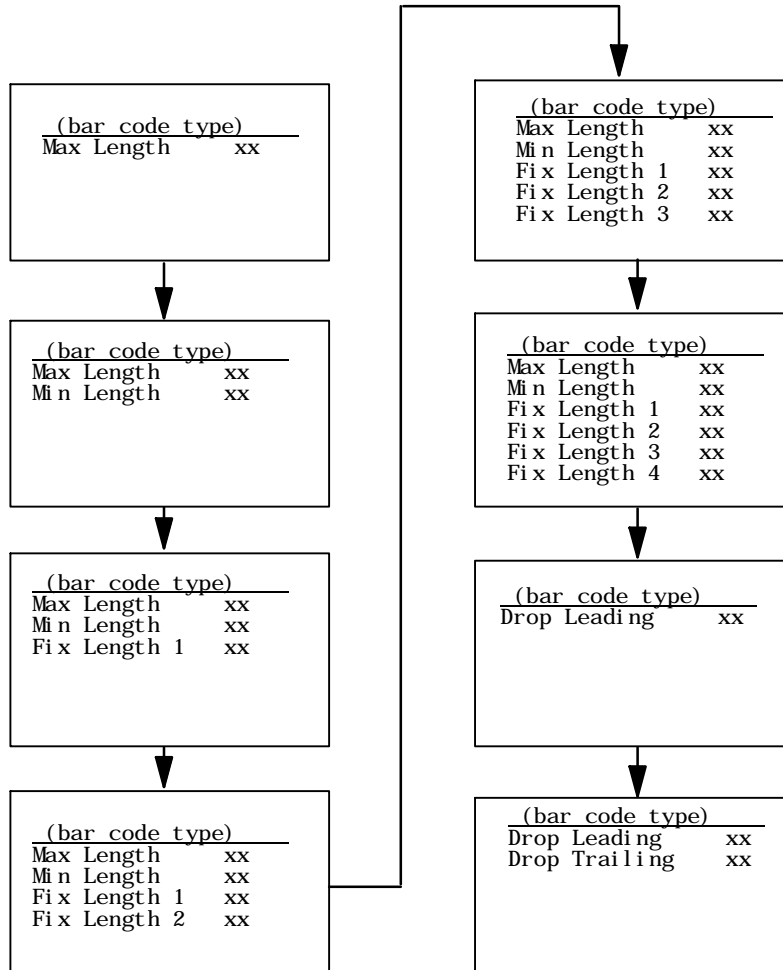 (bar code type)
Max Length xx
(bar code type)
Max Length xx
Min Length xx
(bar code type)
Max Length xx
Min Length xx
Fix Length 1 xx
(bar code type)
Max Length xx
Min Length xx
Fix Length 1 xx
Fix Length 2 xx
(bar code type)
Max Length xx
Min Length xx
Fix Length 1 xx
Fix Length 2 xx
Fix Length 3 xx
(bar code type)
Max Length xx
Min Length xx
Fix Length 1 xx
Fix Length 2 xx
Fix Length 3 xx
Fix Length 4 xx
(bar code type)
Drop Leading xx
(bar code type)
Drop Leading xx
Drop Trailing xx